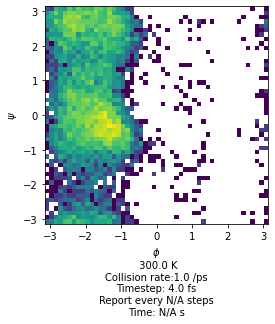 3
2
1
0
−1
−2
−3
ψ
−3 −2 −1 0 1 2 3
ϕ
300.0 K
Collision rate:1.0 /ps
Timestep: 4.0 fs
Report every N/A steps
Time: N/A s